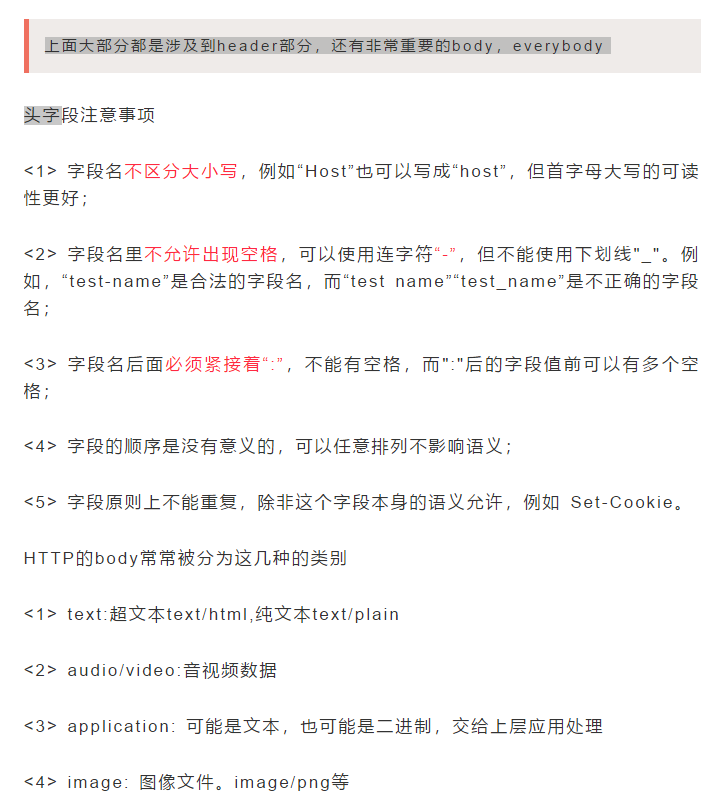 上面大部分都是涉及到header部分，还有非常重要的body，everybody
头字段注意事项
<1> 字段名不区分大小写，例如“Host”也可以写成“host”，但首字母大写的可读
性更好；
<2> 字段名里不允许出现空格，可以使用连字符“-”，但不能使用下划线"_"。例
如，“test-name”是合法的字段名，而“test name”“test_name”是不正确的字段
名；
<3> 字段名后面必须紧接着“:”，不能有空格，而":"后的字段值前可以有多个空
格；
<4> 字段的顺序是没有意义的，可以任意排列不影响语义；
<5> 字段原则上不能重复，除非这个字段本身的语义允许，例如 Set-Cookie。
HTTP的body常常被分为这几种的类别
<1> text:超文本text/html,纯文本text/plain
<2> audio/video:音视频数据
<3> application: 可能是文本，也可能是二进制，交给上层应用处理
<4> image: 图像文件。image/png等